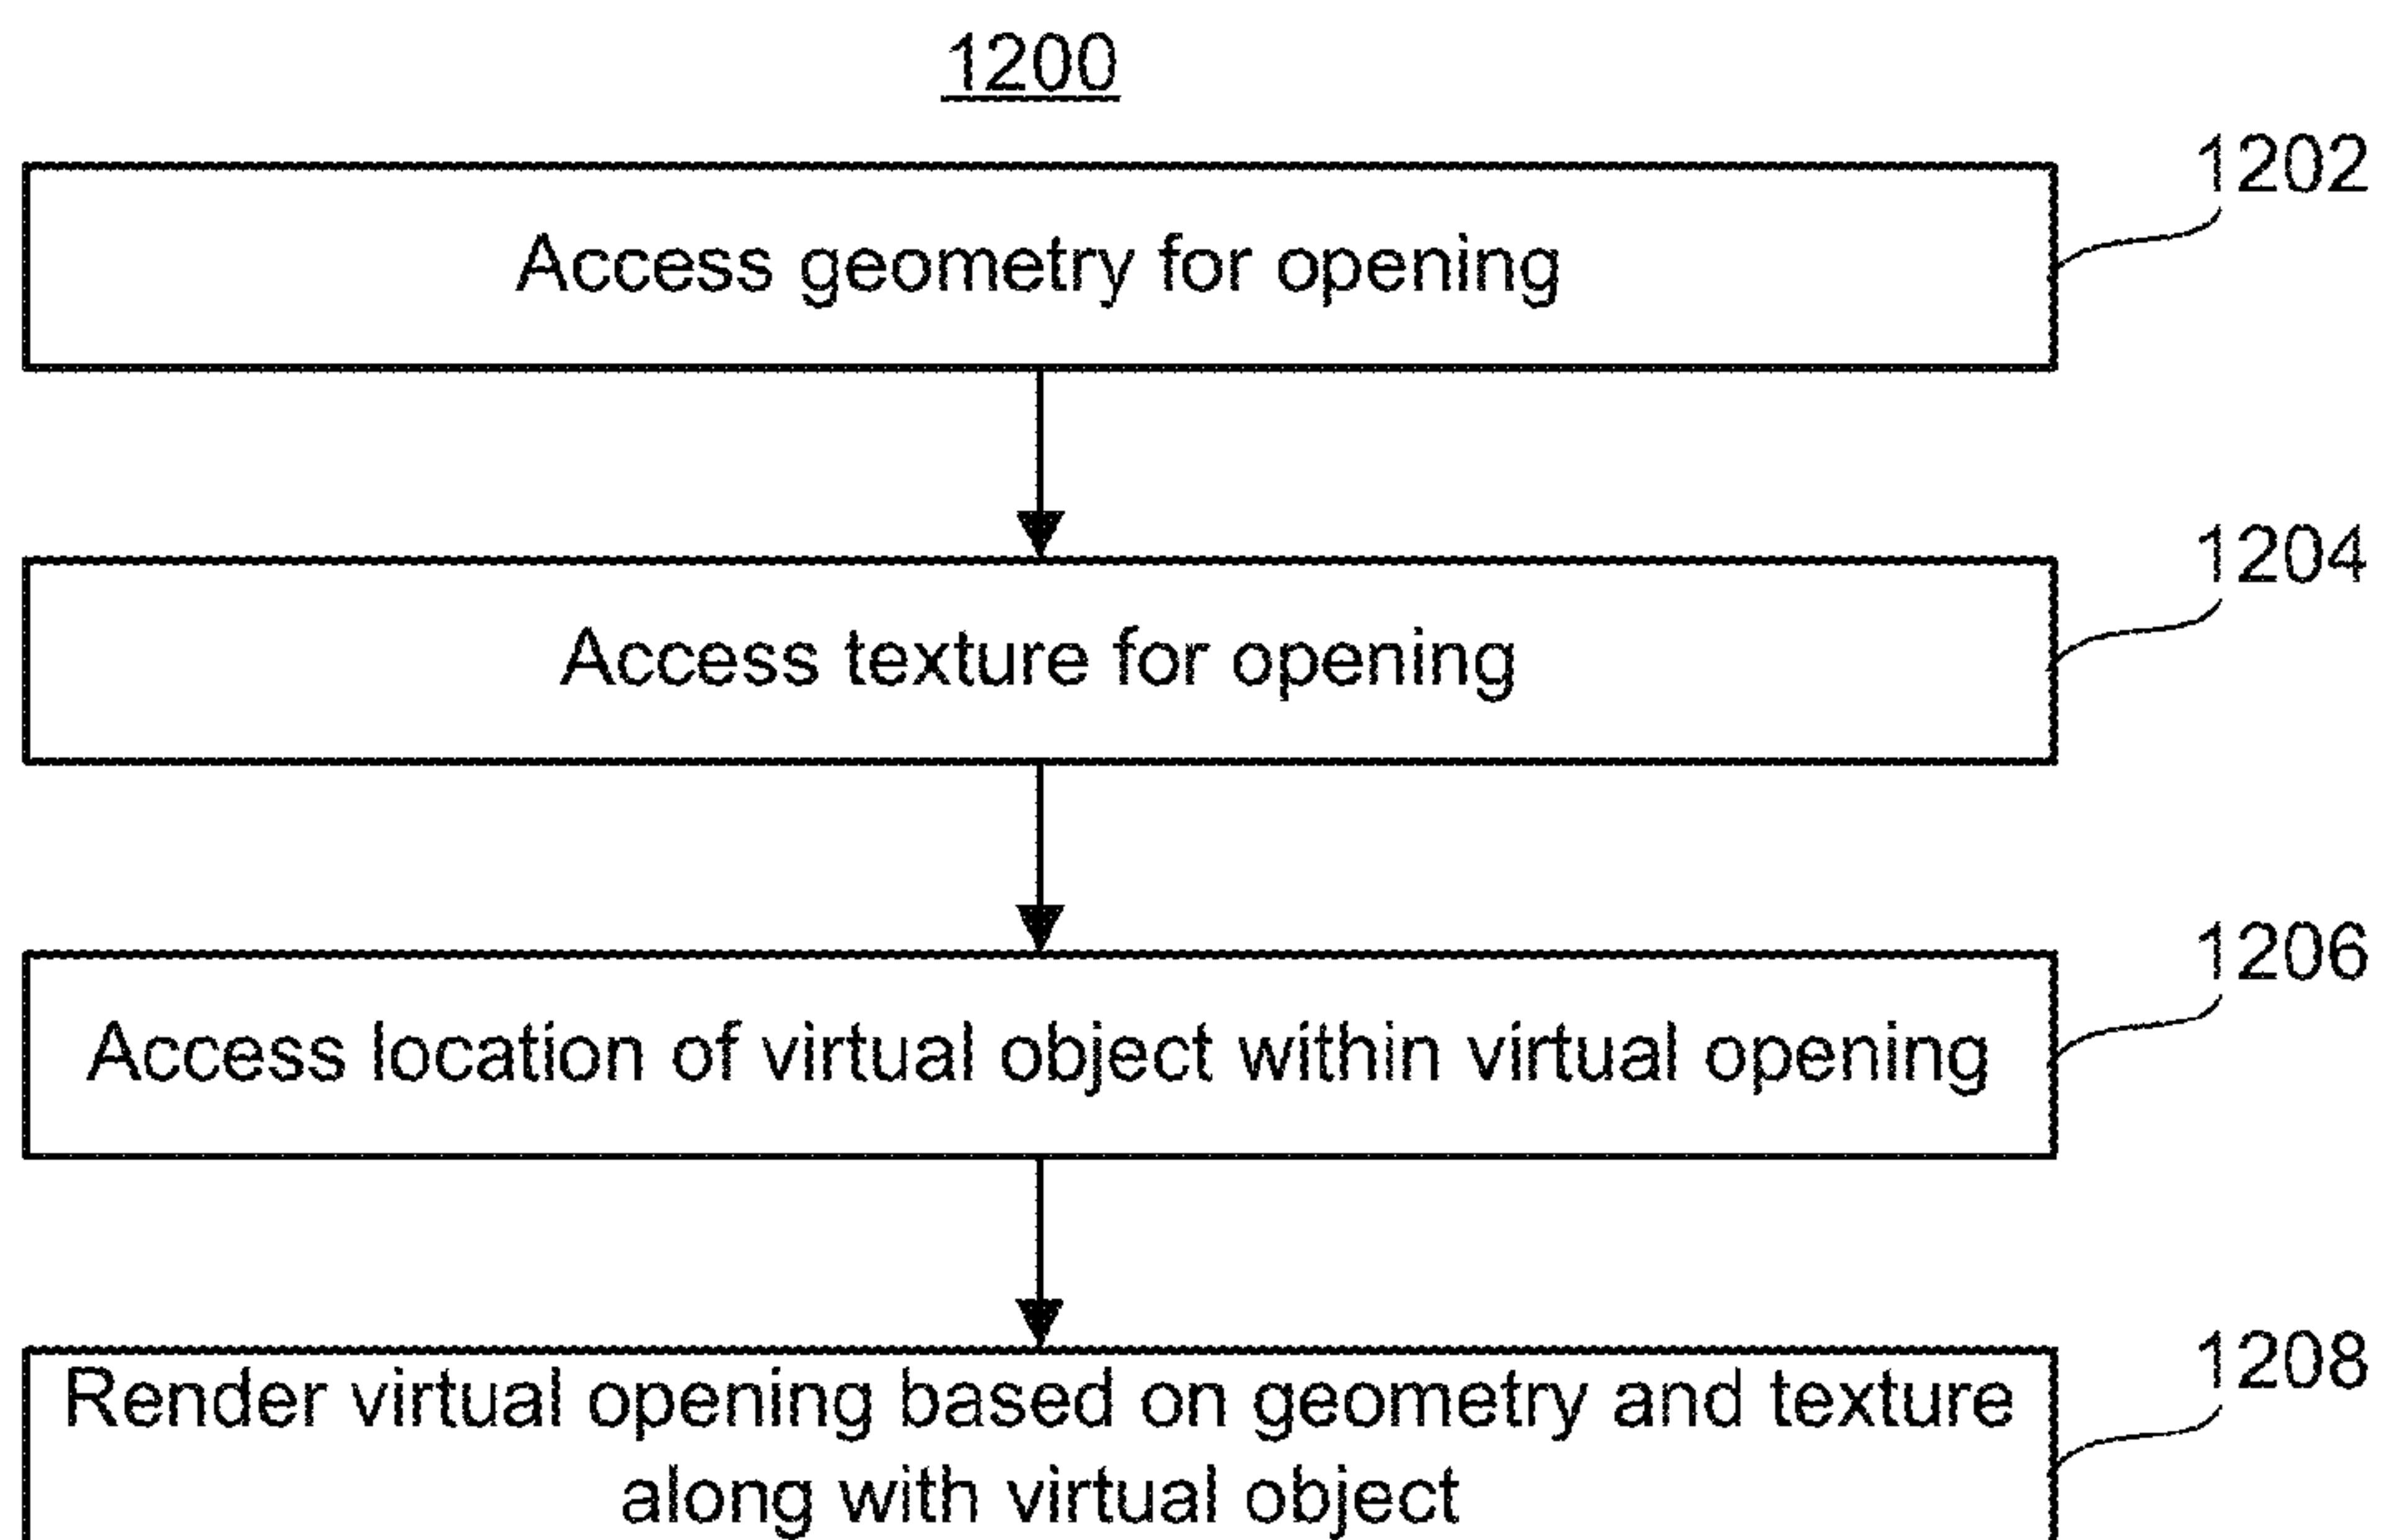 1200
1202
Access geometry for opening
1204
Access texture for opening
1206
Access location of virtual object within virtual opening
1208
Render virtual opening based on geometry and texture
along with virtual object